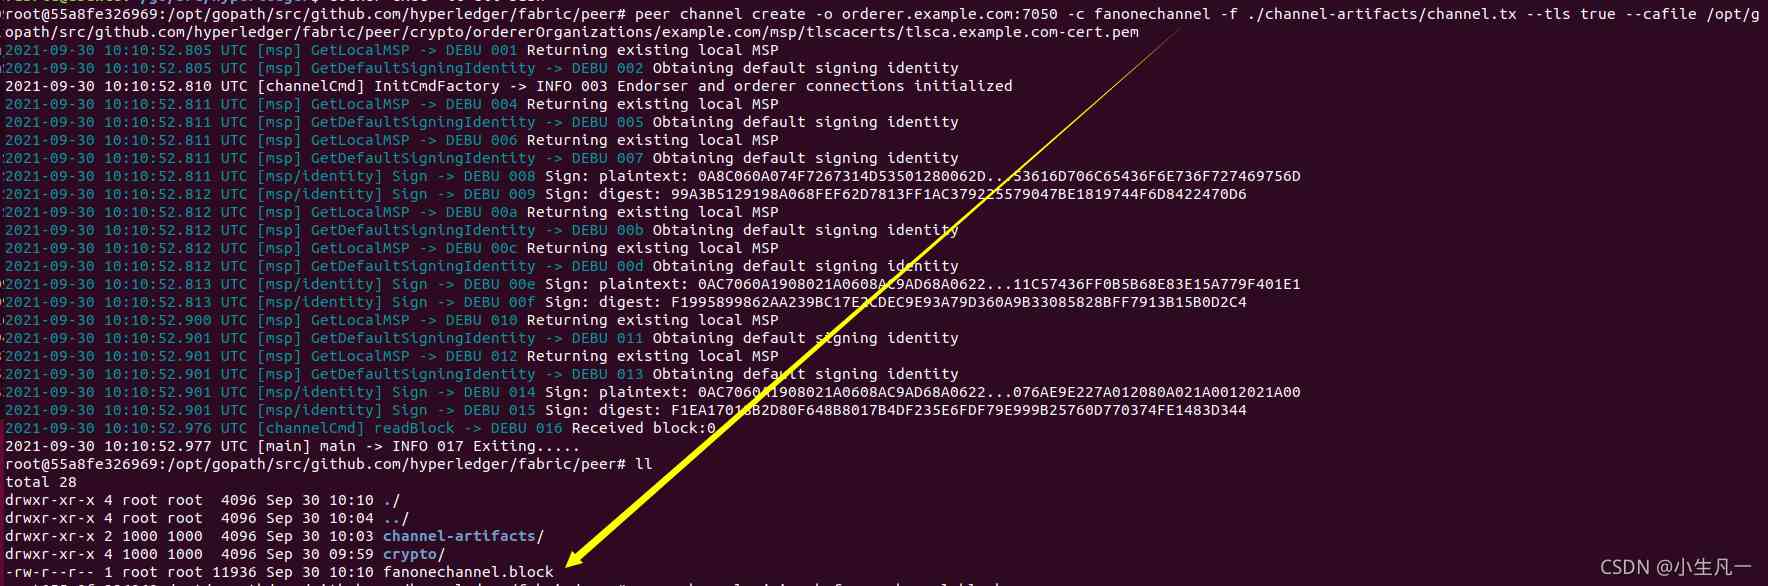 root@55a8fe326969:/opt/gopath/src/github.com/hyperledger/fabric/peer# peer channel create -o orderer.example.com:7050 -c fanonechannel -f ./channel-artifacts/channel.tx --tls true --cafile /opt/g
opath/src/github.com/hyperledger/fabric/peer/crypto/ordererOrganizations/example.com/msp/tlscacerts/tlsca.example.com-cert.pem
2021-09-30 10:10:52.805 UTC [msp] GetLocalMSP -> DEBU 001 Returning existing local MSP
2021-09-30 10:10:52.805 UTC [msp] GetDefaultSigningIdentity -> DEBU 002 Obtaining default signing identity
2021-09-30 10:10:52.810 UTC [channelCmd] InitCmdFactory -> INFO 003 Endorser and orderer connections initialized
2021-09-30 10:10:52.811 UTC [msp] GetLocalMSP -> DEBU 004 Returning existing local MSP
2021-09-30 10:10:52.811 UTC [msp] GetDefaultSigningIdentity -> DEBU 005 Obtaining default signing identity
2021-09-30 10:10:52.811 UTC [msp] GetLocalMSP -> DEBU 006 Returning existing local MSP
2021-09-30 10:10:52.811 UTC [msp] GetDefaultSigningIdentity -> DEBU 007 Obtaining default signing identity
2021-09-30 10:10:52.811 UTC [msp/identity] Sign -> DEBU 008 Sign: plaintext: 0A8C060A074F7267314D53501280062D...53616D706C65436F6E736F727469756D
2021-09-30 10:10:52.812 UTC [msp/identity] Sign -> DEBU 009 Sign: digest: 99A3B5129198A068FEF62D7813FF1AC379225579047BE1819744F6D8422470D6
2021-09-30 10:10:52.812 UTC [msp] GetLocalMSP -> DEBU 00a Returning existing local MSP
2021-09-30 10:10:52.812 UTC [msp] GetDefaultSigningIdentity -> DEBU 00b Obtaining default signing identity
2021-09-30 10:10:52.812 UTC [msp] GetLocalMSP -> DEBU 00c Returning existing local MSP
2021-09-30 10:10:52.812 UTC [msp] GetDefaultSigningIdentity -> DEBU 00d Obtaining default signing identity
2021-09-30 10:10:52.813 UTC [msp/identity] Sign -> DEBU 00e Sign: plaintext: 0AC7060A1908021A0608AC9AD68A0622...11C57436FF0B5B68E83E15A779F401E1
2021-09-30 10:10:52.813 UTC [msp/identity] Sign -> DEBU 00f Sign: digest: F1995899862AA239BC17E2CDEC9E93A79D360A9B33085828BFF7913B15B0D2C4
2021-09-30 10:10:52.900 UTC [msp] GetLocalMSP -> DEBU 010 Returning existing local MSP
2021-09-30 10:10:52.901 UTC [msp] GetDefaultSigningIdentity -> DEBU 011 Obtaining default signing identity
2021-09-30 10:10:52.901 UTC [msp] GetLocalMSP -> DEBU 012 Returning existing local MSP
2021-09-30 10:10:52.901 UTC [msp] GetDefaultSigningIdentity -> DEBU 013 Obtaining default signing identity
2021-09-30 10:10:52.901 UTC [msp/identity] Sign -> DEBU 014 Sign: plaintext: 0AC7060A1908021A0608AC9AD68A0622...076AE9E227A012080A021A0012021A00
2021-09-30 10:10:52.901 UTC [msp/identity] Sign -> DEBU 015 Sign: digest:
2021-09-30 10:10:52.976 UTC [channelCmd] readBlock -> DEBU 016 Received block:0
2021-09-30 10:10:52.977 UTC [main] main -> INFO 017 Exiting.....
root@55a8fe326969:/opt/gopath/src/github.com/hyperledger/fabric/peer# ll
total 28
drwxr-xr-x 4 root root 4096 Sep 30 10:10 ./
drwxr-xr-x 4 root root 4096 Sep 30 10:04 ../
drwxr-xr-x 2 1000 1000 4096 Sep 30 10:03 channel-artifacts/
drwxr-xr-x 4 1000 1000 4096 Sep 30 09:59 crypto/
-rw-r--r-- 1 root root 11936 Sep 30 10:10 fanonechannel.block
CSDN @小生凡一